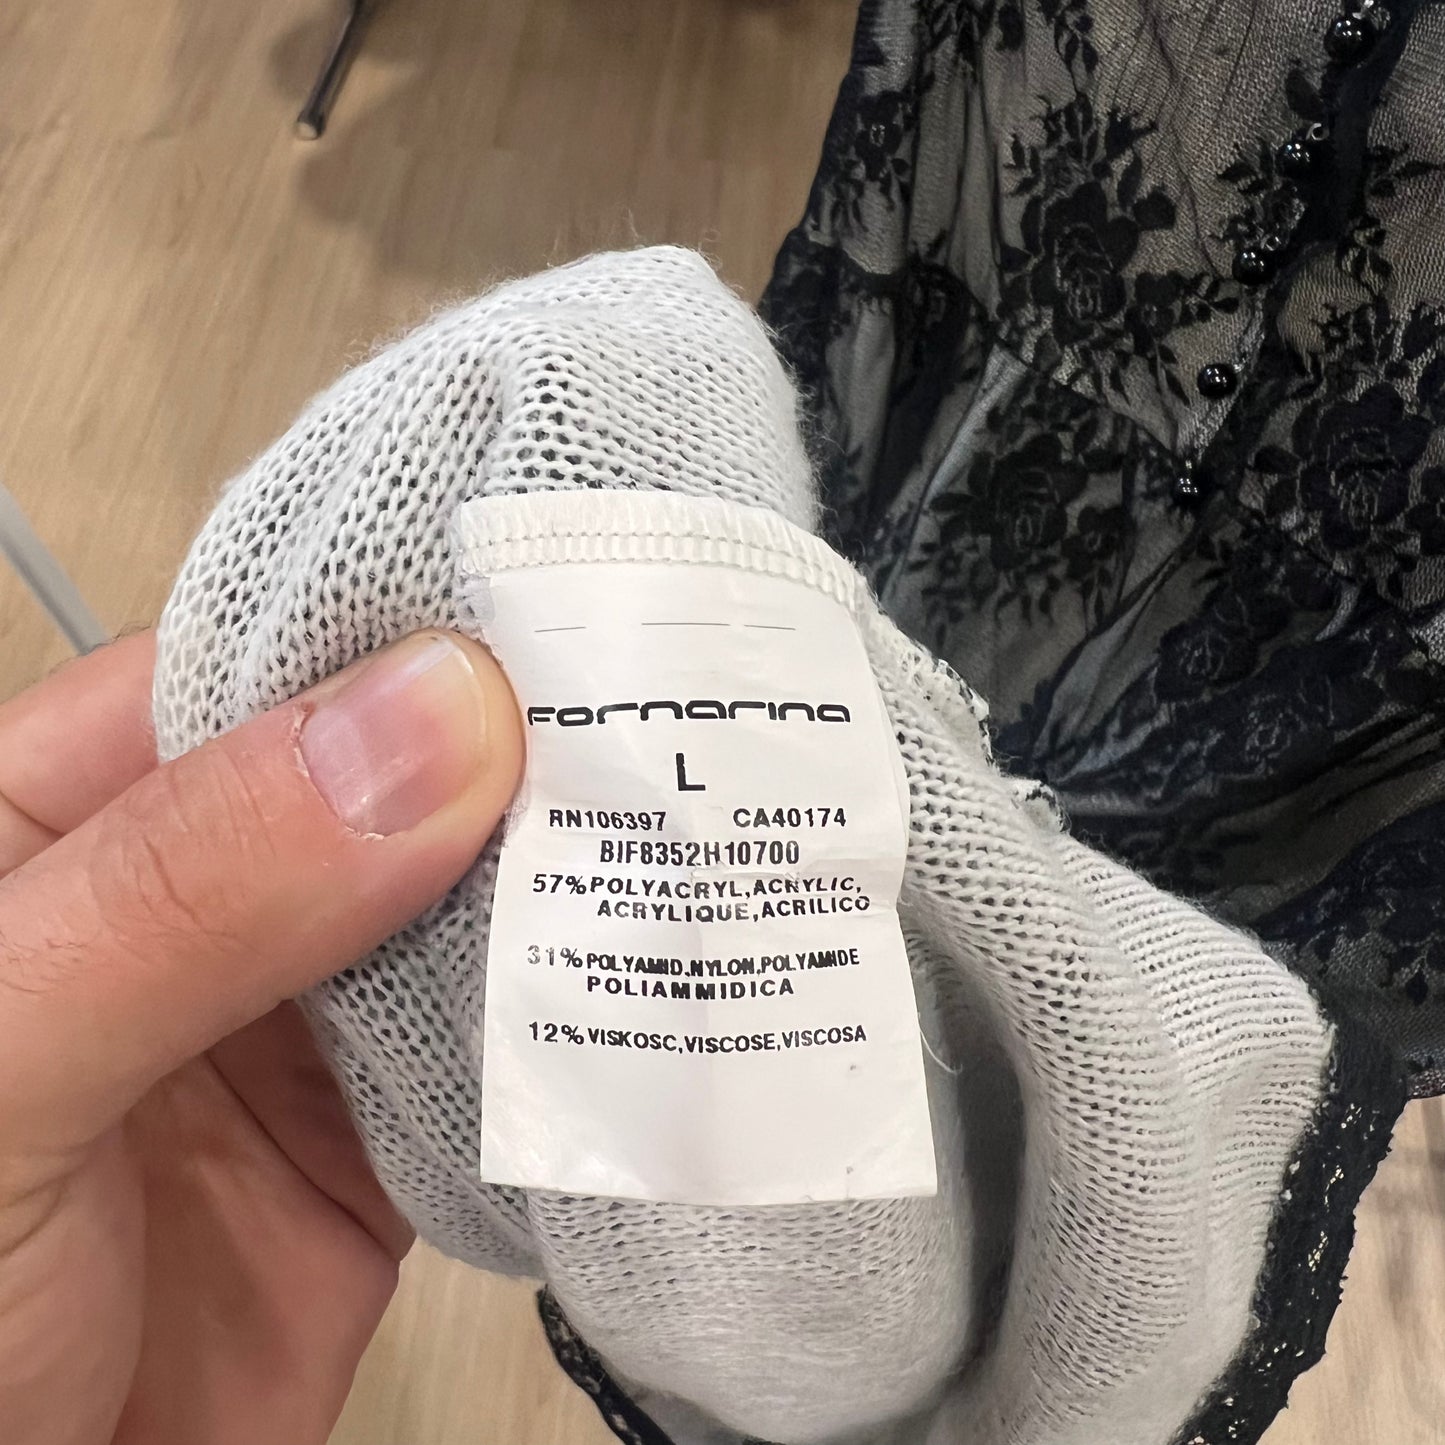 Fornarina
L
RN106397 CA40174
BIF8352H10700
57%POLYACRYL,ACRYLIC,
ACRYLIQUE,ACRILICO
31%POLYAMID,NYLON,POLYAMIDE
POLIAMMIDICA
12%VISKOSC,VISCOSE,VISCOSA